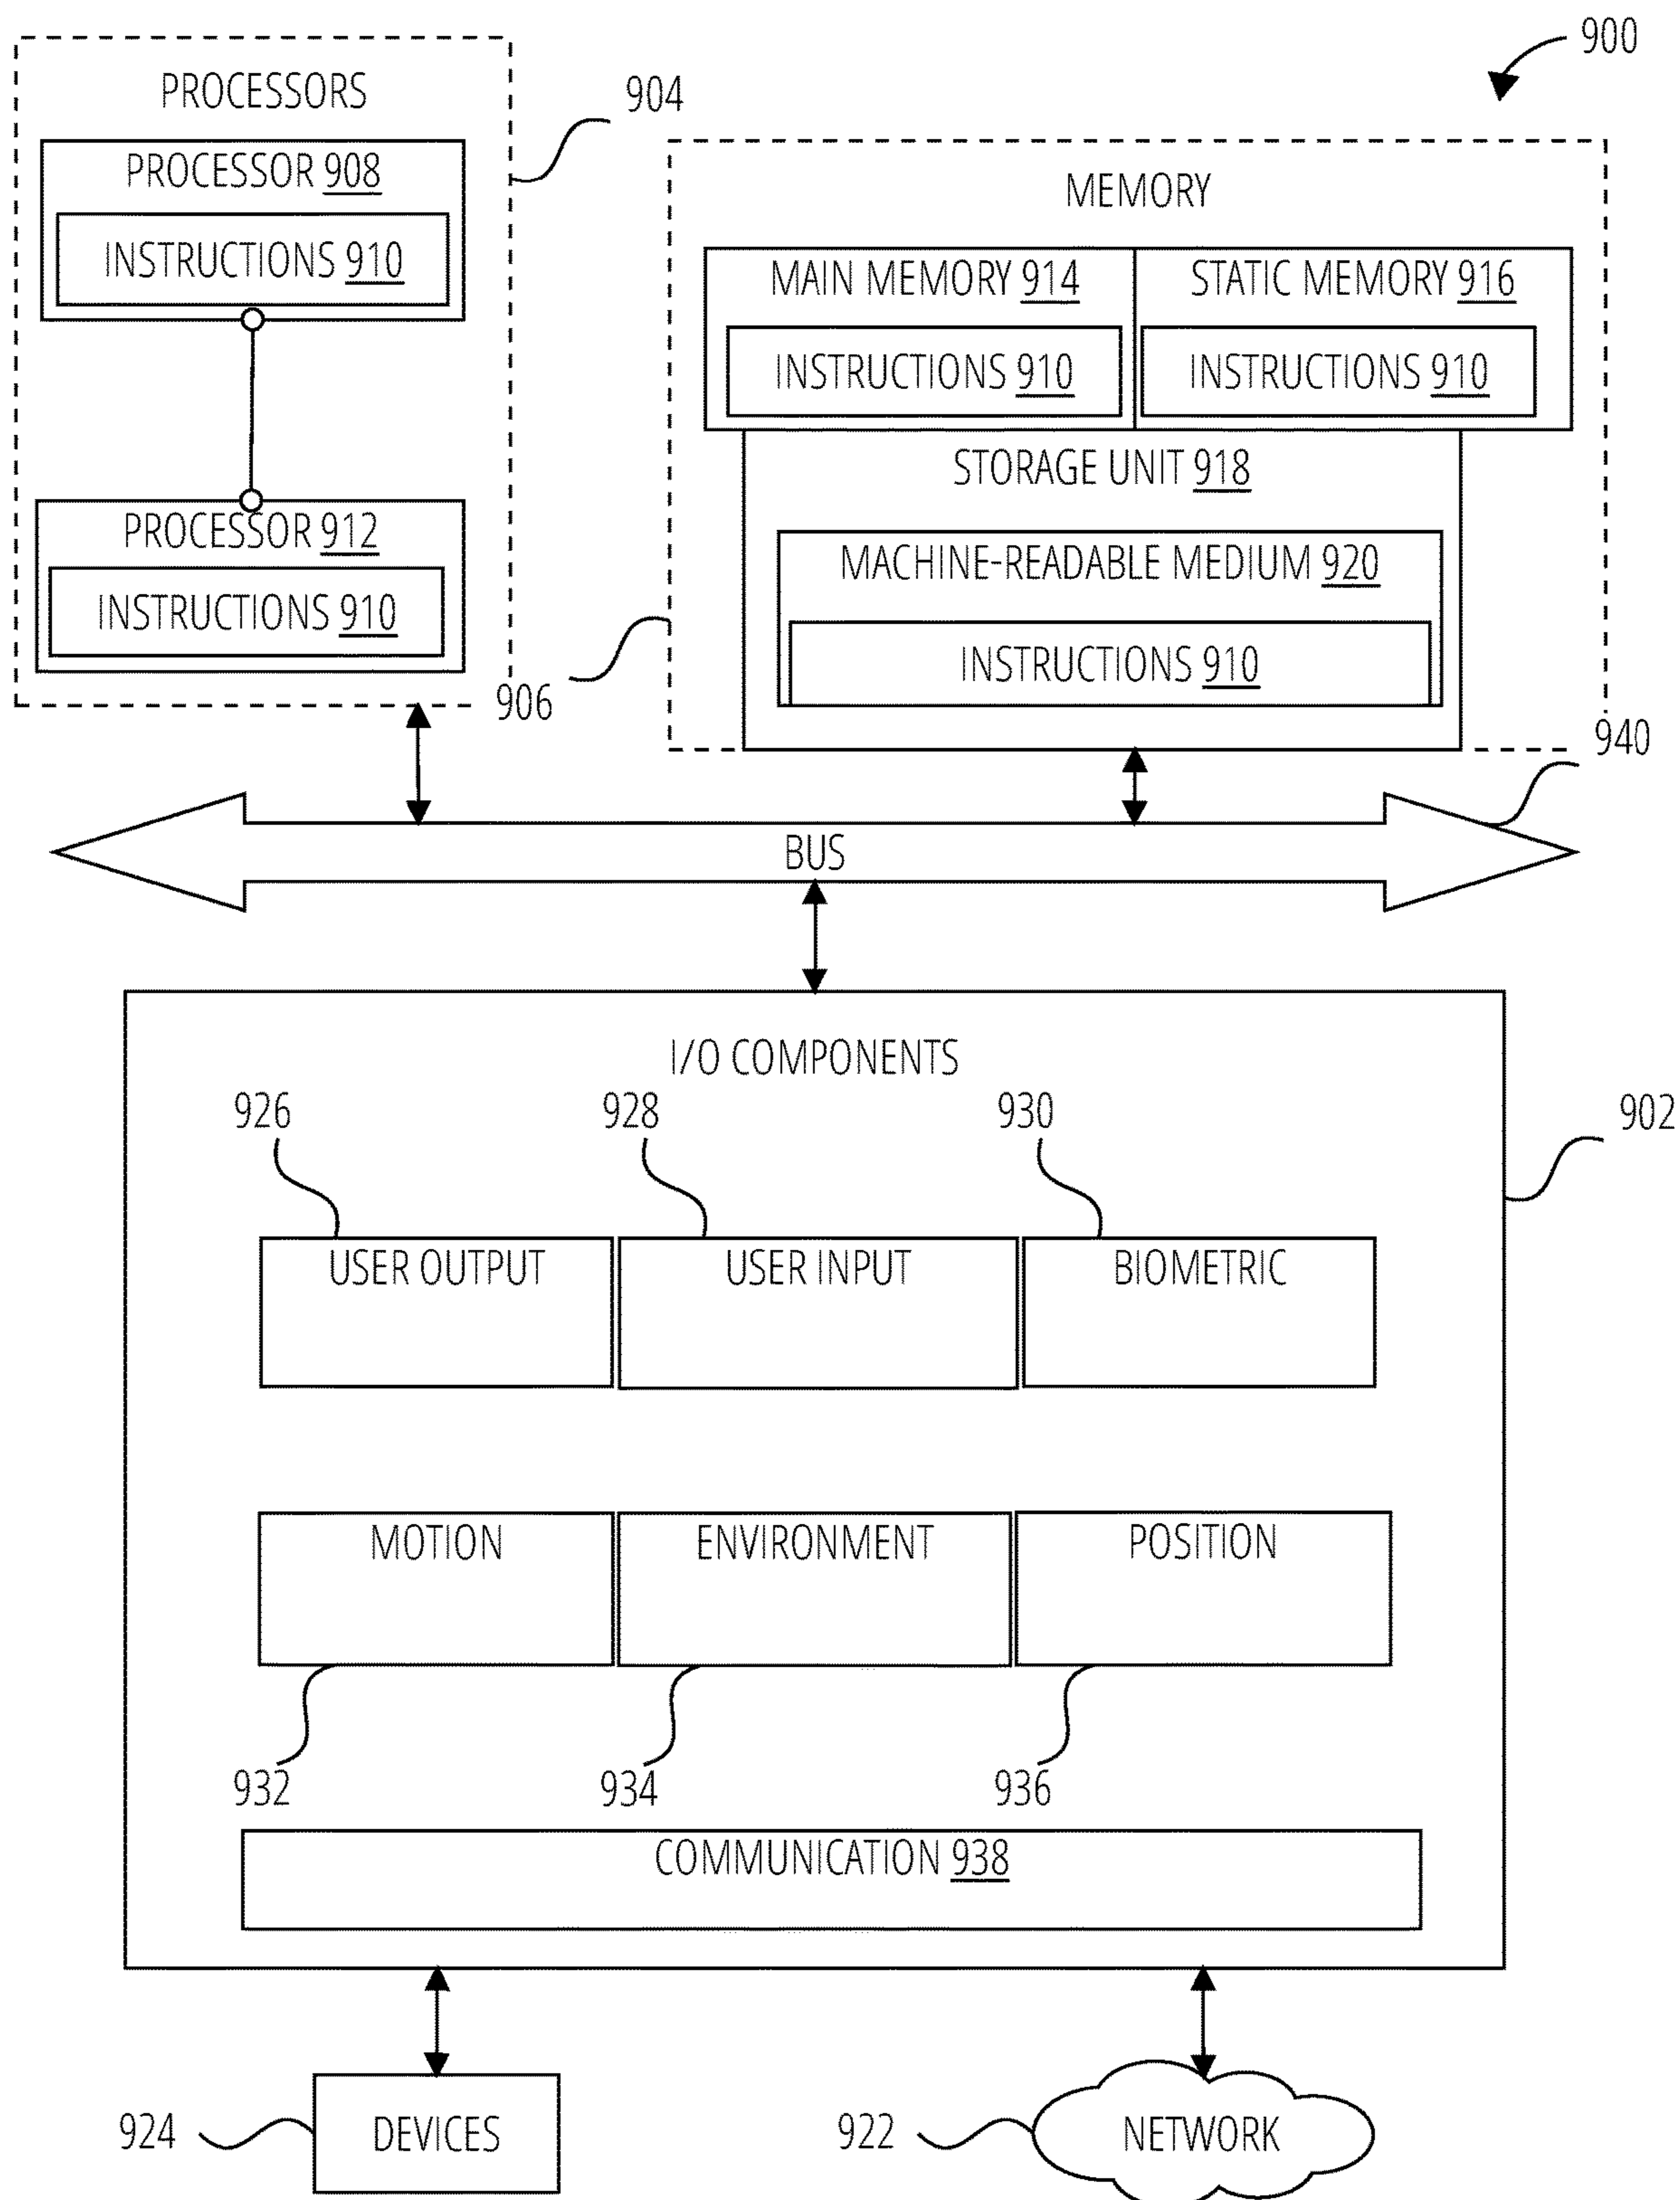 900
PROCESSORS
904
PROCESSOR 908
INSTRUCTIONS 910
PROCESSOR 912
INSTRUCTIONS 910
MEMORY
MAIN MEMORY 914
INSTRUCTIONS 910
STATIC MEMORY 916
INSTRUCTIONS 910
STORAGE UNIT 918
MACHINE-READABLE MEDIUM 920
INSTRUCTIONS 910
906
940
BUS
I/O COMPONENTS
902
926
928
930
USER OUTPUT
USER INPUT
BIOMETRIC
MOTION
ENVIRONMENT
POSITION
932
934
936
COMMUNICATION 938
924
DEVICES
922
NETWORK